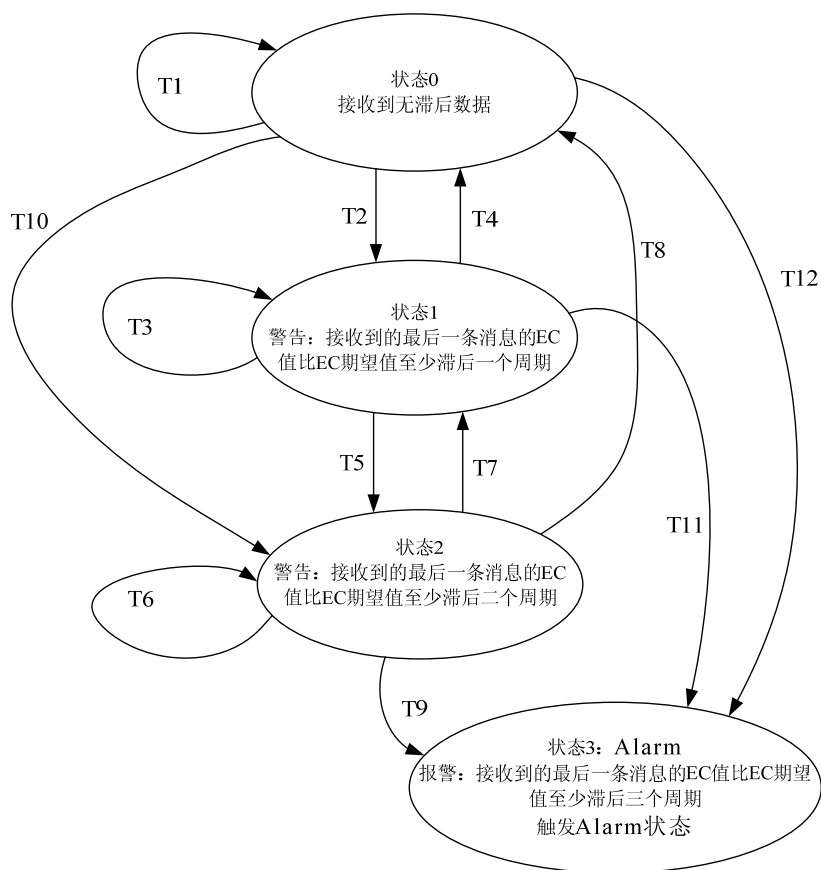 T1
状态0
接收到无滞后数据
T10
T2
T4
T8
T12
T3
状态1
警告：接收到的最后一条消息的EC
值比EC期望值至少滞后一个周期
T5
T7
T11
状态2
警告：接收到的最后一条消息的EC
值比EC期望值至少滞后二个周期
T6
T9
状态3：Alarm
报警：接收到的最后一条消息的EC值比EC期望
值至少滞后三个周期
触发Alarm状态